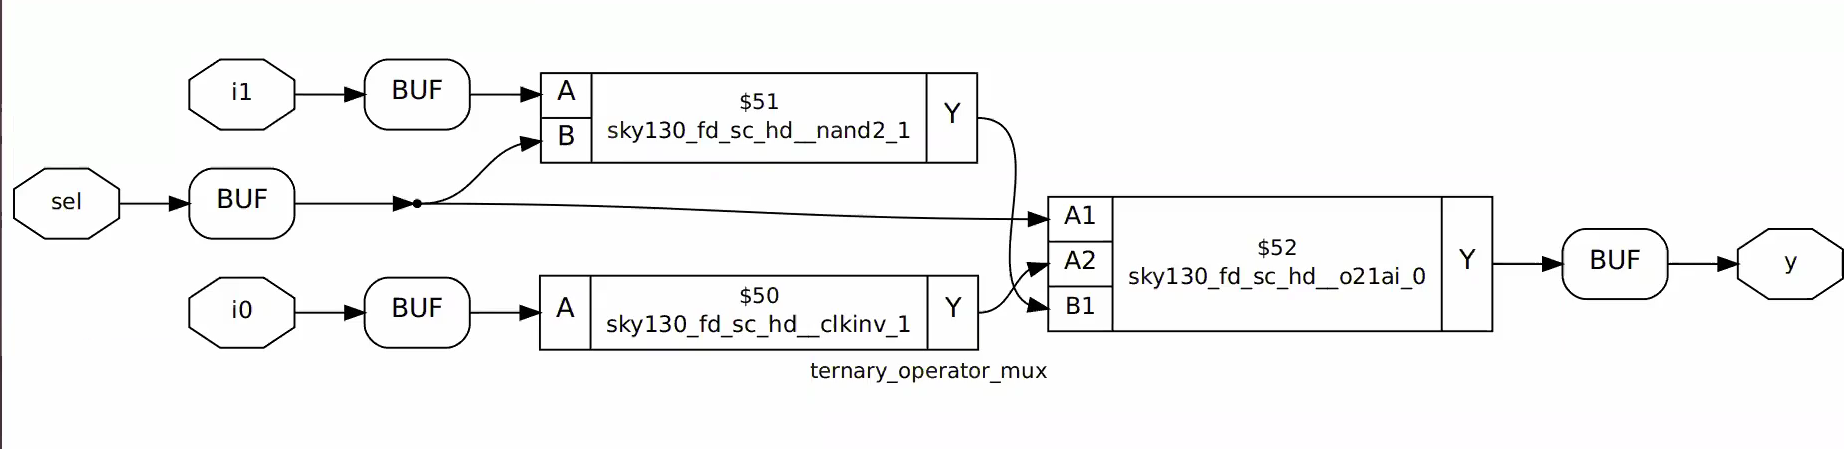 i1
BUF
A
B
$51
sky130_fd_sc_hd__nand2_1
Y
sel
BUF
A1
A2
B1
$52
sky130_fd_sc_hd__o21ai_0
Y
BUF
y
i0
BUF
A
$50
sky130_fd_sc_hd__clkinv_1
Y
ternary_operator_mux